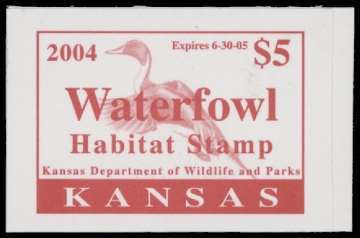 2004 Expires 6-30-05 $5
Waterfowl
Habitat Stamp
Kansas Department of Wildlife and Parks
KANSAS